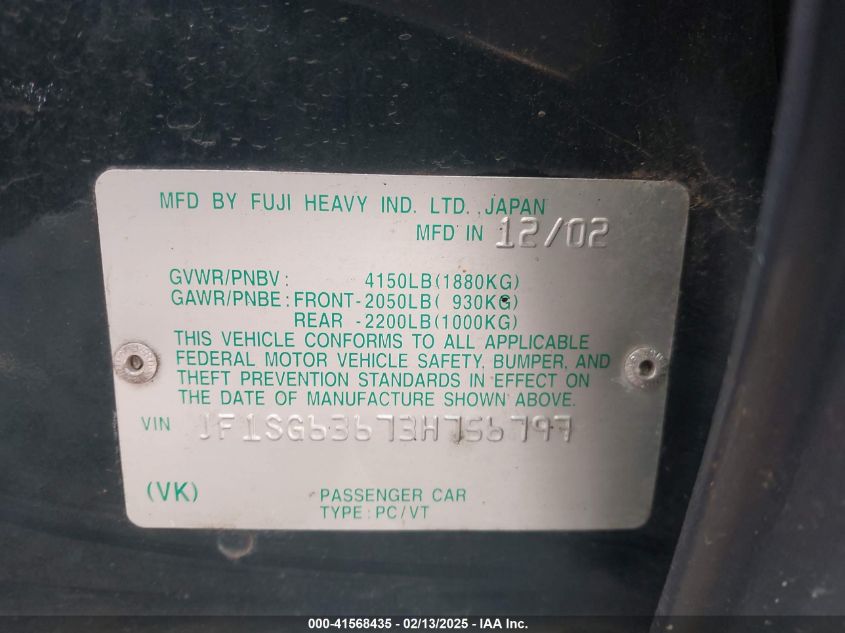 MFD BY FUJI HEAVY IND. LTD. JAPAN
MFD IN 12/02
GVWR/PNBV: 4150LB(1880KG)
GAWR/PNBE: FRONT-2050LB( 930KG)
REAR -2200LB(1000KG)
THIS VEHICLE CONFORMS TO ALL APPLICABLE
FEDERAL MOTOR VEHICLE SAFETY, BUMPER, AND
THEFT PREVENTION STANDARDS IN EFFECT ON
THE DATE OF MANUFACTURE SHOWN ABOVE.
VIN JF1SG63673H756797
(VK) PASSENGER CAR
TYPE: PC/VT
000-41568435 - 02/13/2025 - IAA Inc.